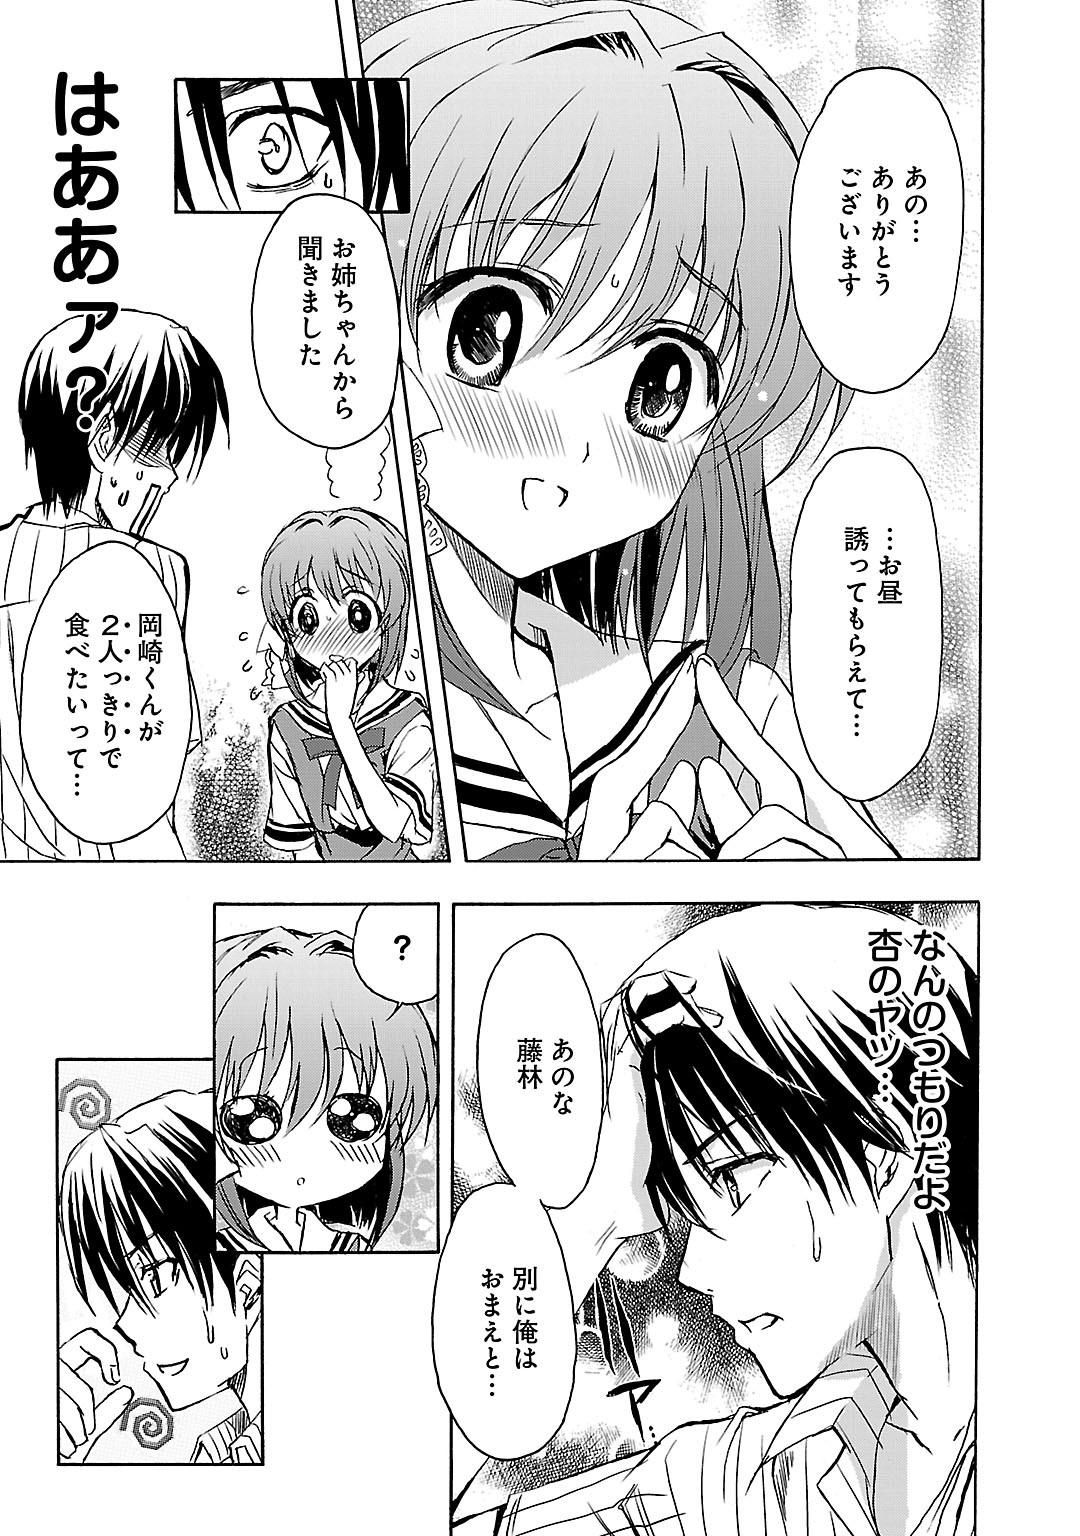 あの…
ありがとう
ございます
…お昼
誘ってもらえて…
お姉ちゃんから
聞きました
岡崎くんが
2人っきりで
食べたいって…
はああァ?
なんのつもりだよ
杏のヤツ…
あのな
藤林
別に俺は
おまえと…
?